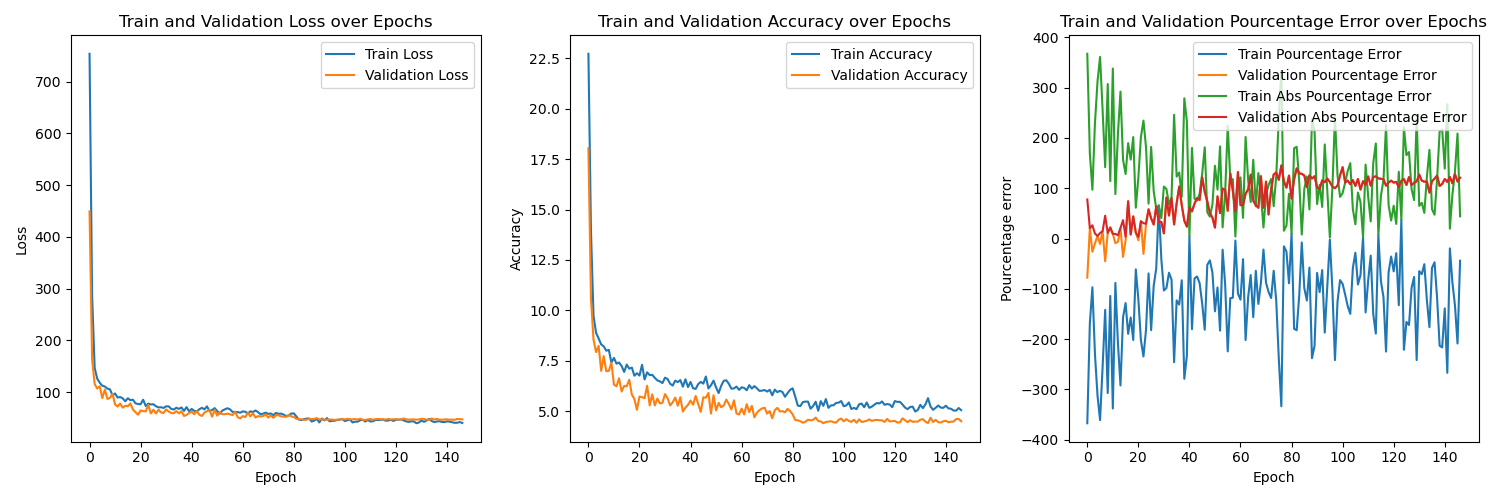 Train and Validation Loss over Epochs
Train Loss
Validation Loss
700
600
500
400
300
200
100
Loss
0 20 40 60 80 100 120 140
Epoch
Train and Validation Accuracy over Epochs
Train Accuracy
Validation Accuracy
22.5
20.0
17.5
15.0
12.5
10.0
7.5
5.0
Accuracy
0 20 40 60 80 100 120 140
Epoch
Train and Validation Pourcentage Error over Epochs
Train Pourcentage Error
Validation Pourcentage Error
Train Abs Pourcentage Error
Validation Abs Pourcentage Error
400
300
200
100
0
−100
−200
−300
−400
Pourcentage error
0 20 40 60 80 100 120 140
Epoch